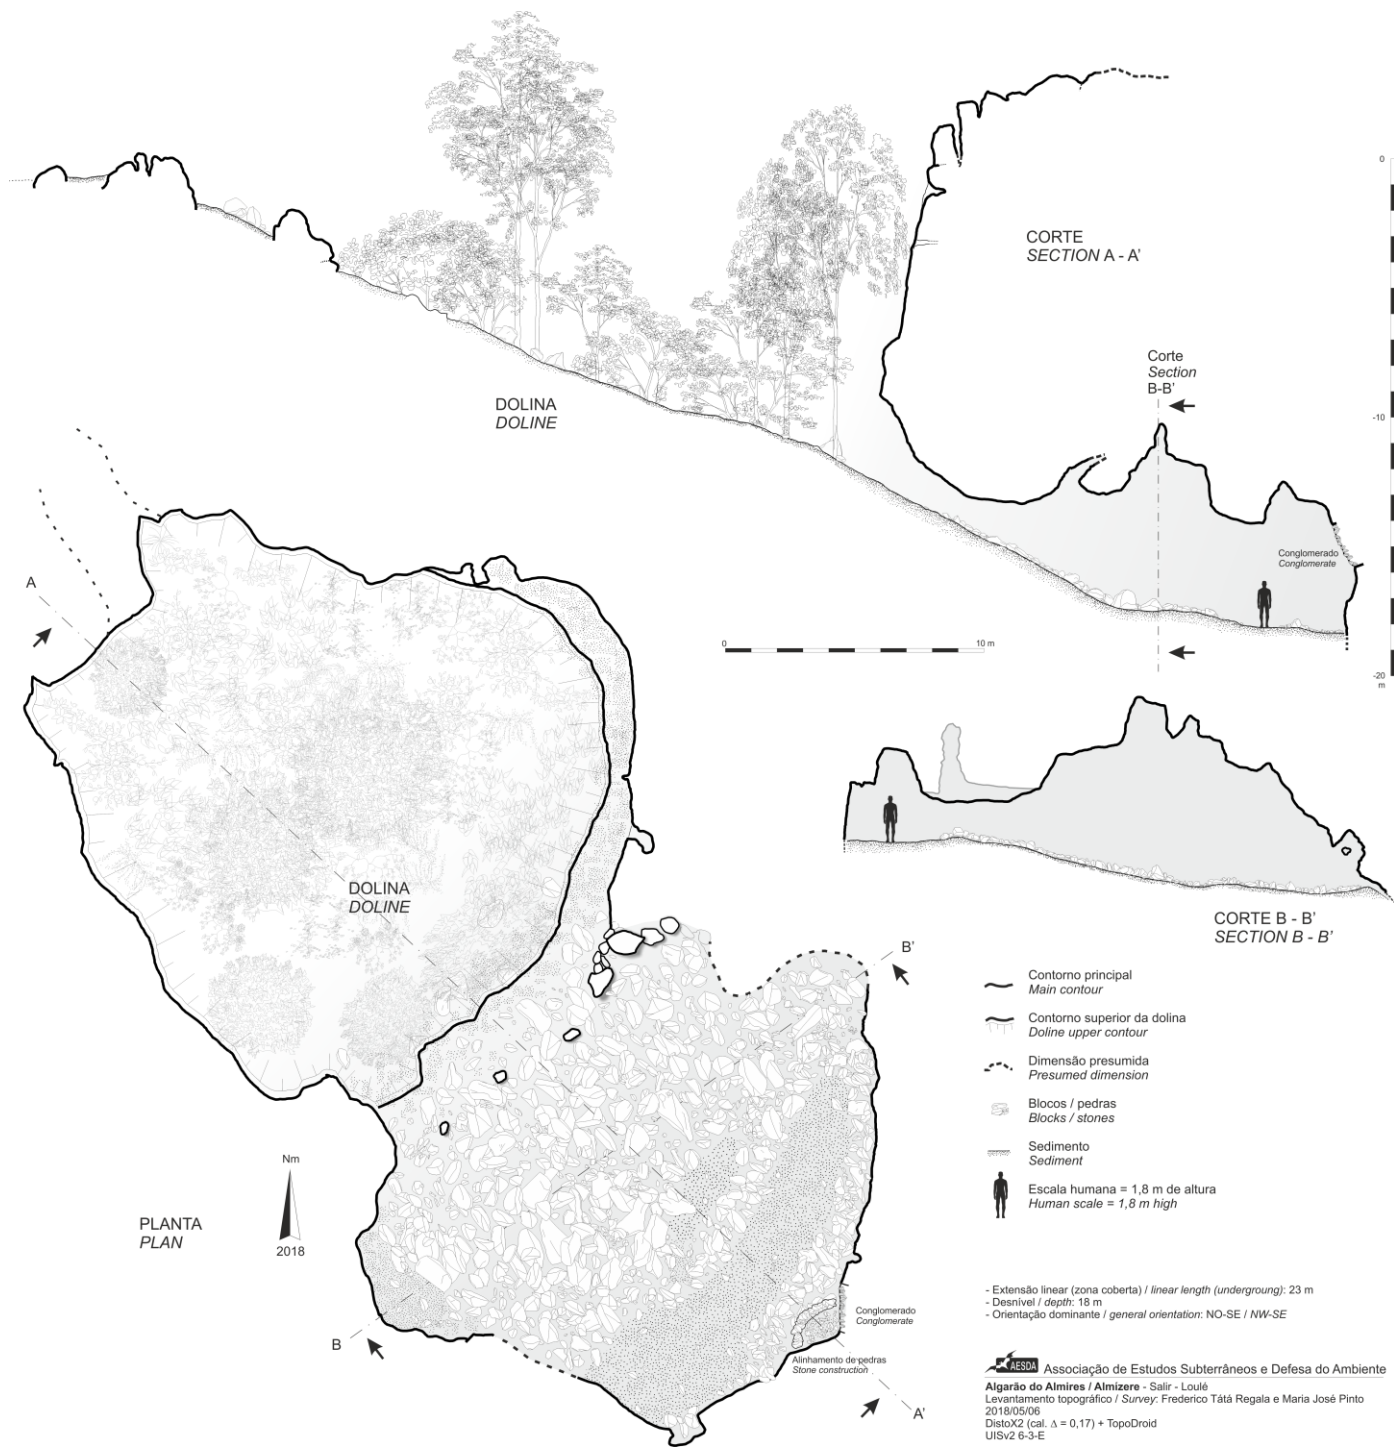 CORTE
SECTION A - A'
0
Corte
Section
B-B'
-10
DOLINA
DOLINE
Conglomerado
Conglomerate
A
0
10 m
-20
m
DOLINA
DOLINE
CORTE B - B'
SECTION B - B'
B'
Contorno principal
Main contour
Contorno superior da dolina
Doline upper contour
Dimensão presumida
Presumed dimension
Blocos / pedras
Blocks / stones
Sedimento
Sediment
Escala humana = 1,8 m de altura
Human scale = 1,8 m high
Nm
2018
PLANTA
PLAN
B
Conglomerado
Conglomerate
Alinhamento de pedras
Stone construction
A'
- Extensão linear (zona coberta) / linear length (undergroung): 23 m
- Desnível / depth: 18 m
- Orientação dominante / general orientation: NO-SE / NW-SE
AESDA Associação de Estudos Subterrâneos e Defesa do Ambiente
Algarão do Almires / Almízere - Salir - Loulé
Levantamento topográfico / Survey: Frederico Tátá Regala e Maria José Pinto
2018/05/06
DistoX2 (cal. Δ = 0,17) + TopoDroid
UISv2 6-3-E